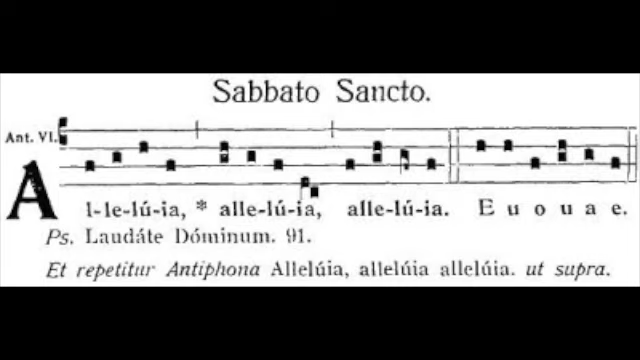 Sabbato Sancto.
Ant. VI.
Al-le-lú-ia, * alle-lú-ia, alle-lú-ia. E u o u a e.
Ps. Laudáte Dóminum. 91.
Et repetitur Antiphona Allelúia, allelúia allelúia. ut supra.